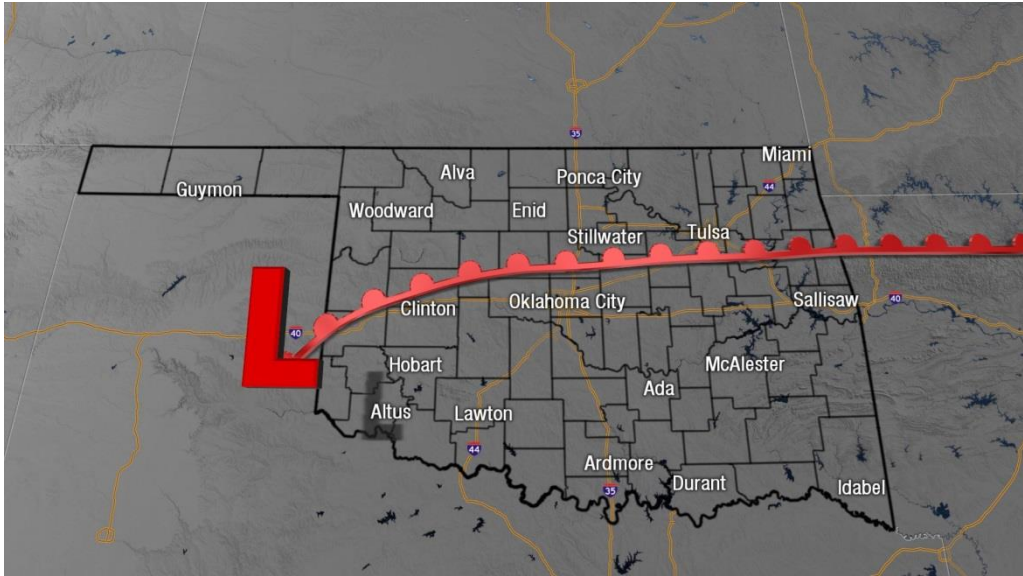 35
Miami
Alva
Ponca City
44
Guymon
Woodward
Enid
Tulsa
Stillwater
L
Clinton
Oklahoma City
Sallisaw
40
40
Hobart
McAlester
Ada
Altus
Lawton
44
Ardmore
Durant
35
Idabel